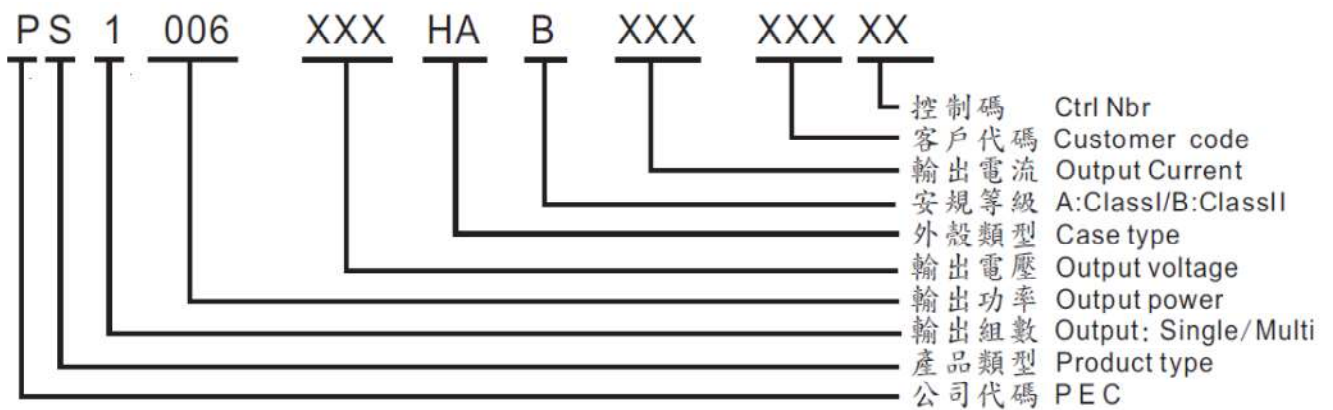 P S 1 006 XXX HA B XXX XXX XX
控制碼 Ctrl Nbr
客戶代碼 Customer code
輸出電流 Output Current
安規等級 A:ClassI/B:ClassII
外殼類型 Case type
輸出電壓 Output voltage
輸出功率 Output power
輸出組數 Output: Single/Multi
產品類型 Product type
公司代碼 PEC